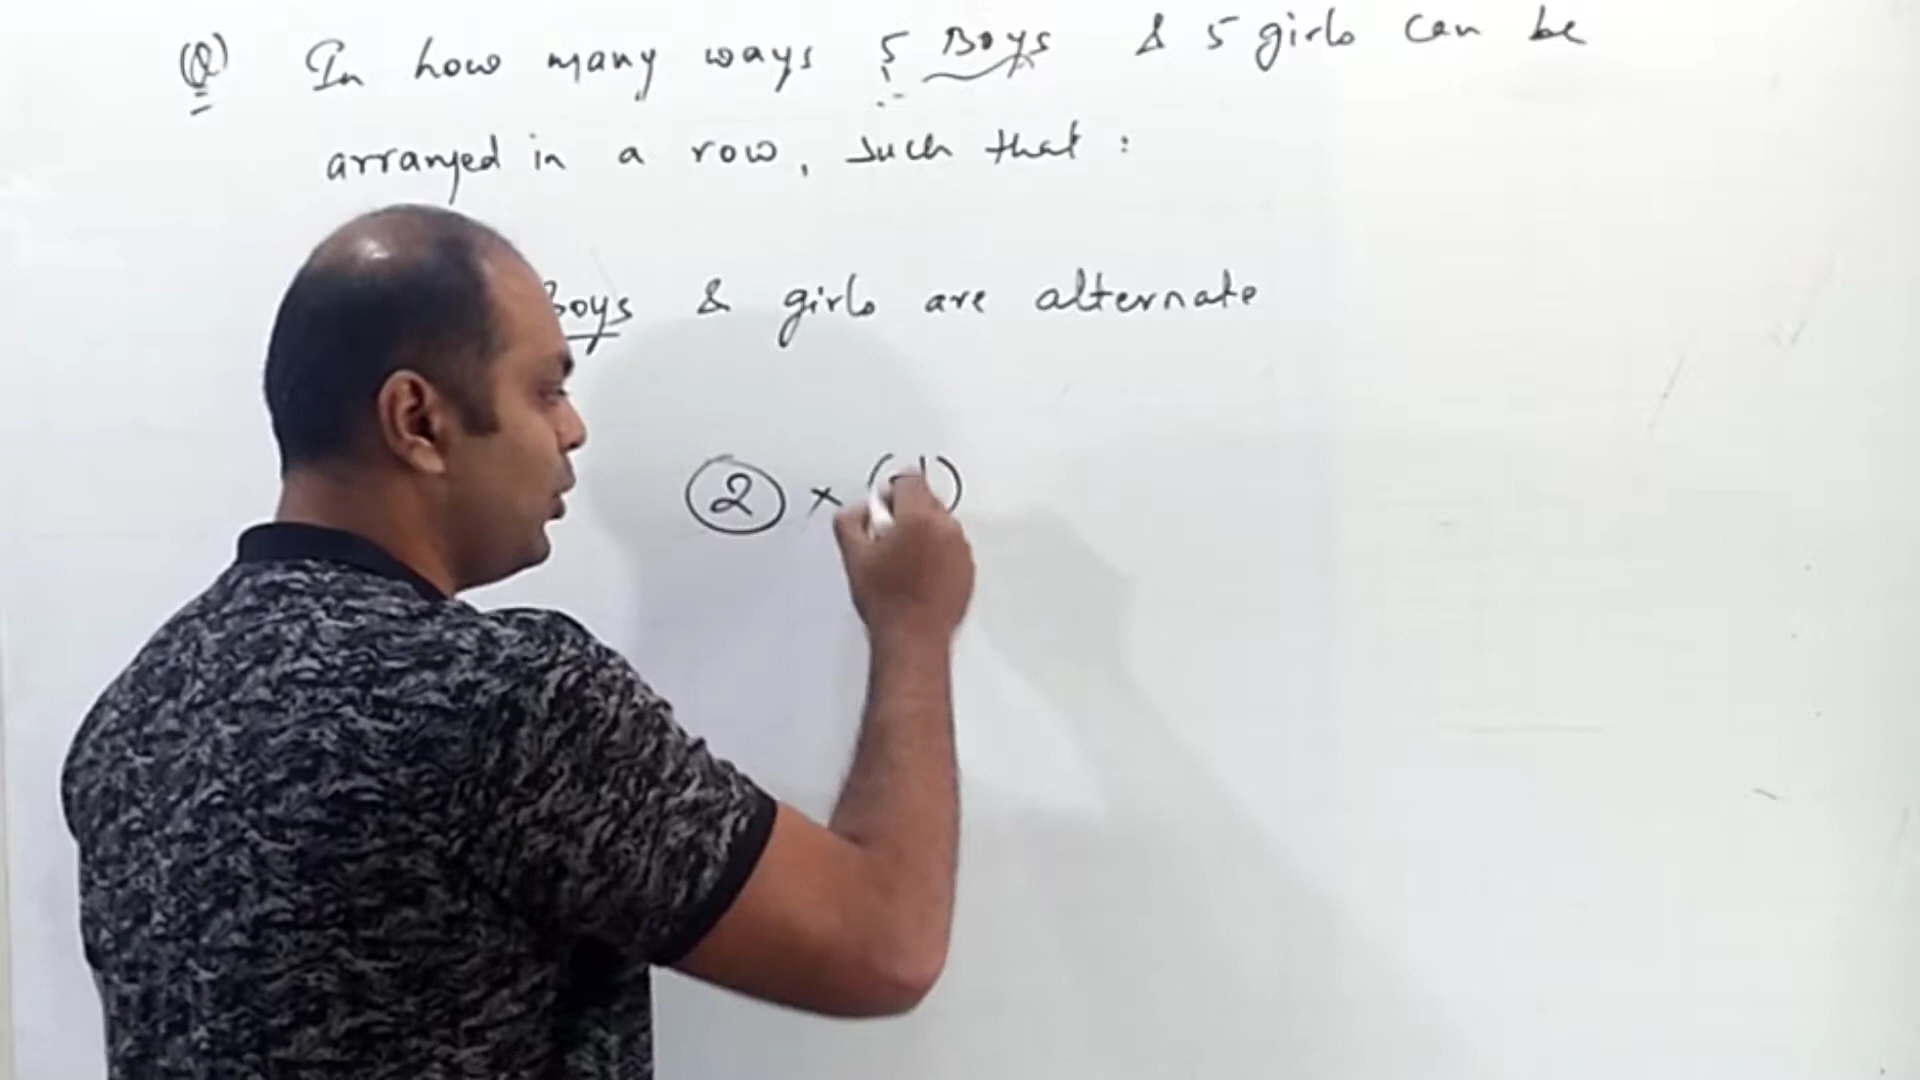 (Q) In how many ways 5 Boys & 5 girls can be
arranged in a row, such that :
Boys & girls are alternate
2 × ( )